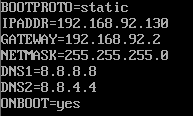 BOOTPROTO=static
IPADDR=192.168.92.130
GATEWAY=192.168.92.2
NETMASK=255.255.255.0
DNS1=8.8.8.8
DNS2=8.8.4.4
ONBOOT=yes